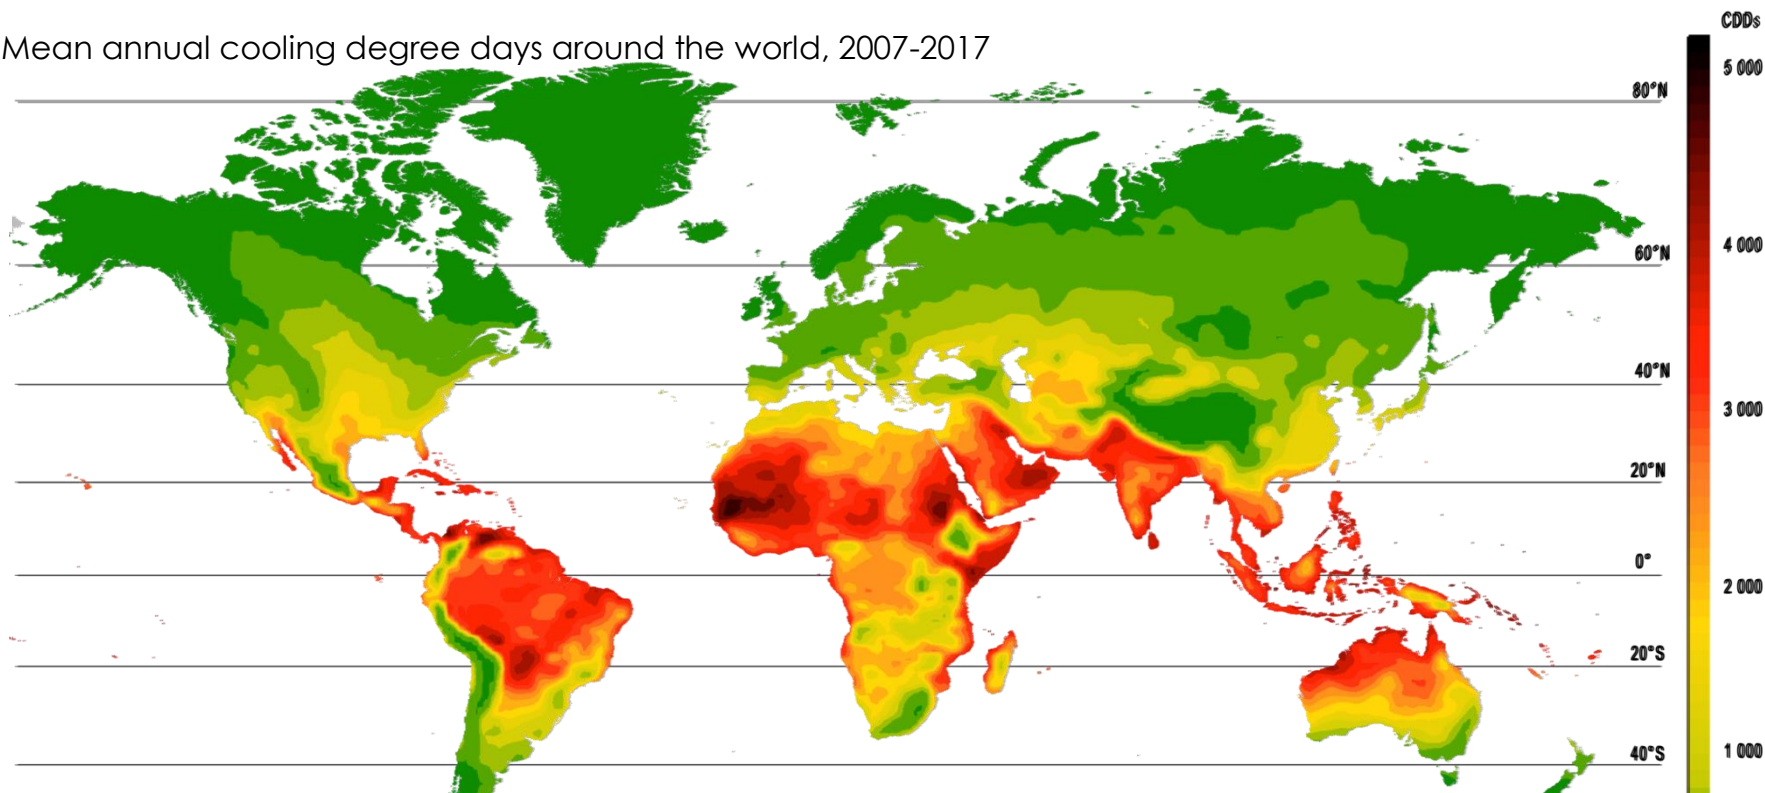 Mean annual cooling degree days around the world, 2007-2017
CDDs
5 000
80°N
4 000
60°N
3 000
40°N
20°N
0°
2 000
20°S
1 000
40°S